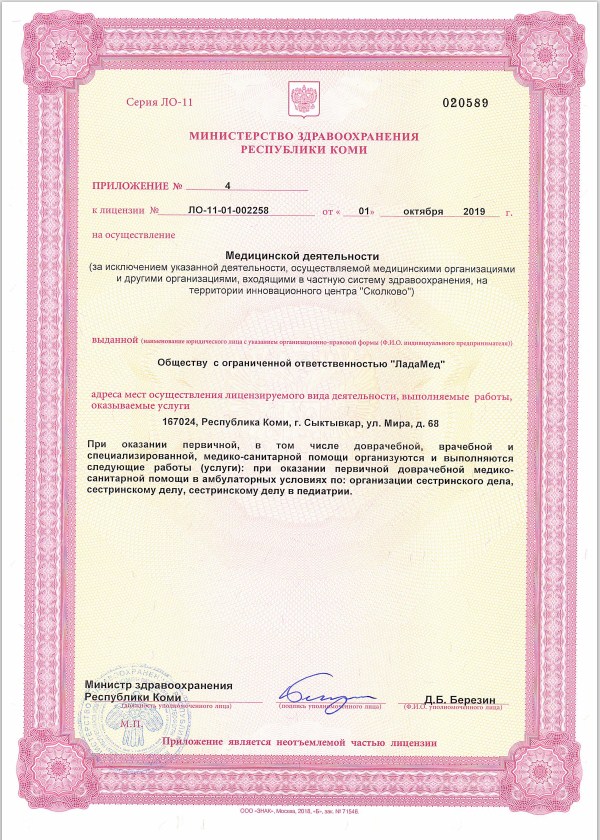 Серия ЛО-11
020589
МИНИСТЕРСТВО ЗДРАВООХРАНЕНИЯ
РЕСПУБЛИКИ КОМИ
ПРИЛОЖЕНИЕ № 4
к лицензии № ЛО-11-01-002258 от « 01» октября 2019 г.
на осуществление
Медицинской деятельности
(за исключением указанной деятельности, осуществляемой медицинскими организациями
и другими организациями, входящими в частную систему здравоохранения, на
территории инновационного центра "Сколково")
выданной (наименование юридического лица с указанием организационно-правовой формы (Ф.И.О. индивидуального предпринимателя))
Обществу с ограниченной ответственностью "ЛадаМед"
адреса мест осуществления лицензируемого вида деятельности, выполняемые работы,
оказываемые услуги
167024, Республика Коми, г. Сыктывкар, ул. Мира, д. 68
При оказании первичной, в том числе доврачебной, врачебной и
специализированной, медико-санитарной помощи организуются и выполняются
следующие работы (услуги): при оказании первичной доврачебной медико-
санитарной помощи в амбулаторных условиях по: организации сестринского дела,
сестринскому делу, сестринскому делу в педиатрии.
Министр здравоохранения
Республики Коми
Д.Б. Березин
(должность уполномоченного лица)
(подпись уполномоченного лица)
(Ф.И.О. уполномоченного лица)
М.П.
Приложение является неотъемлемой частью лицензии
ООО «ЗНАК», Москва, 2018, «Б», зак. № 71546.